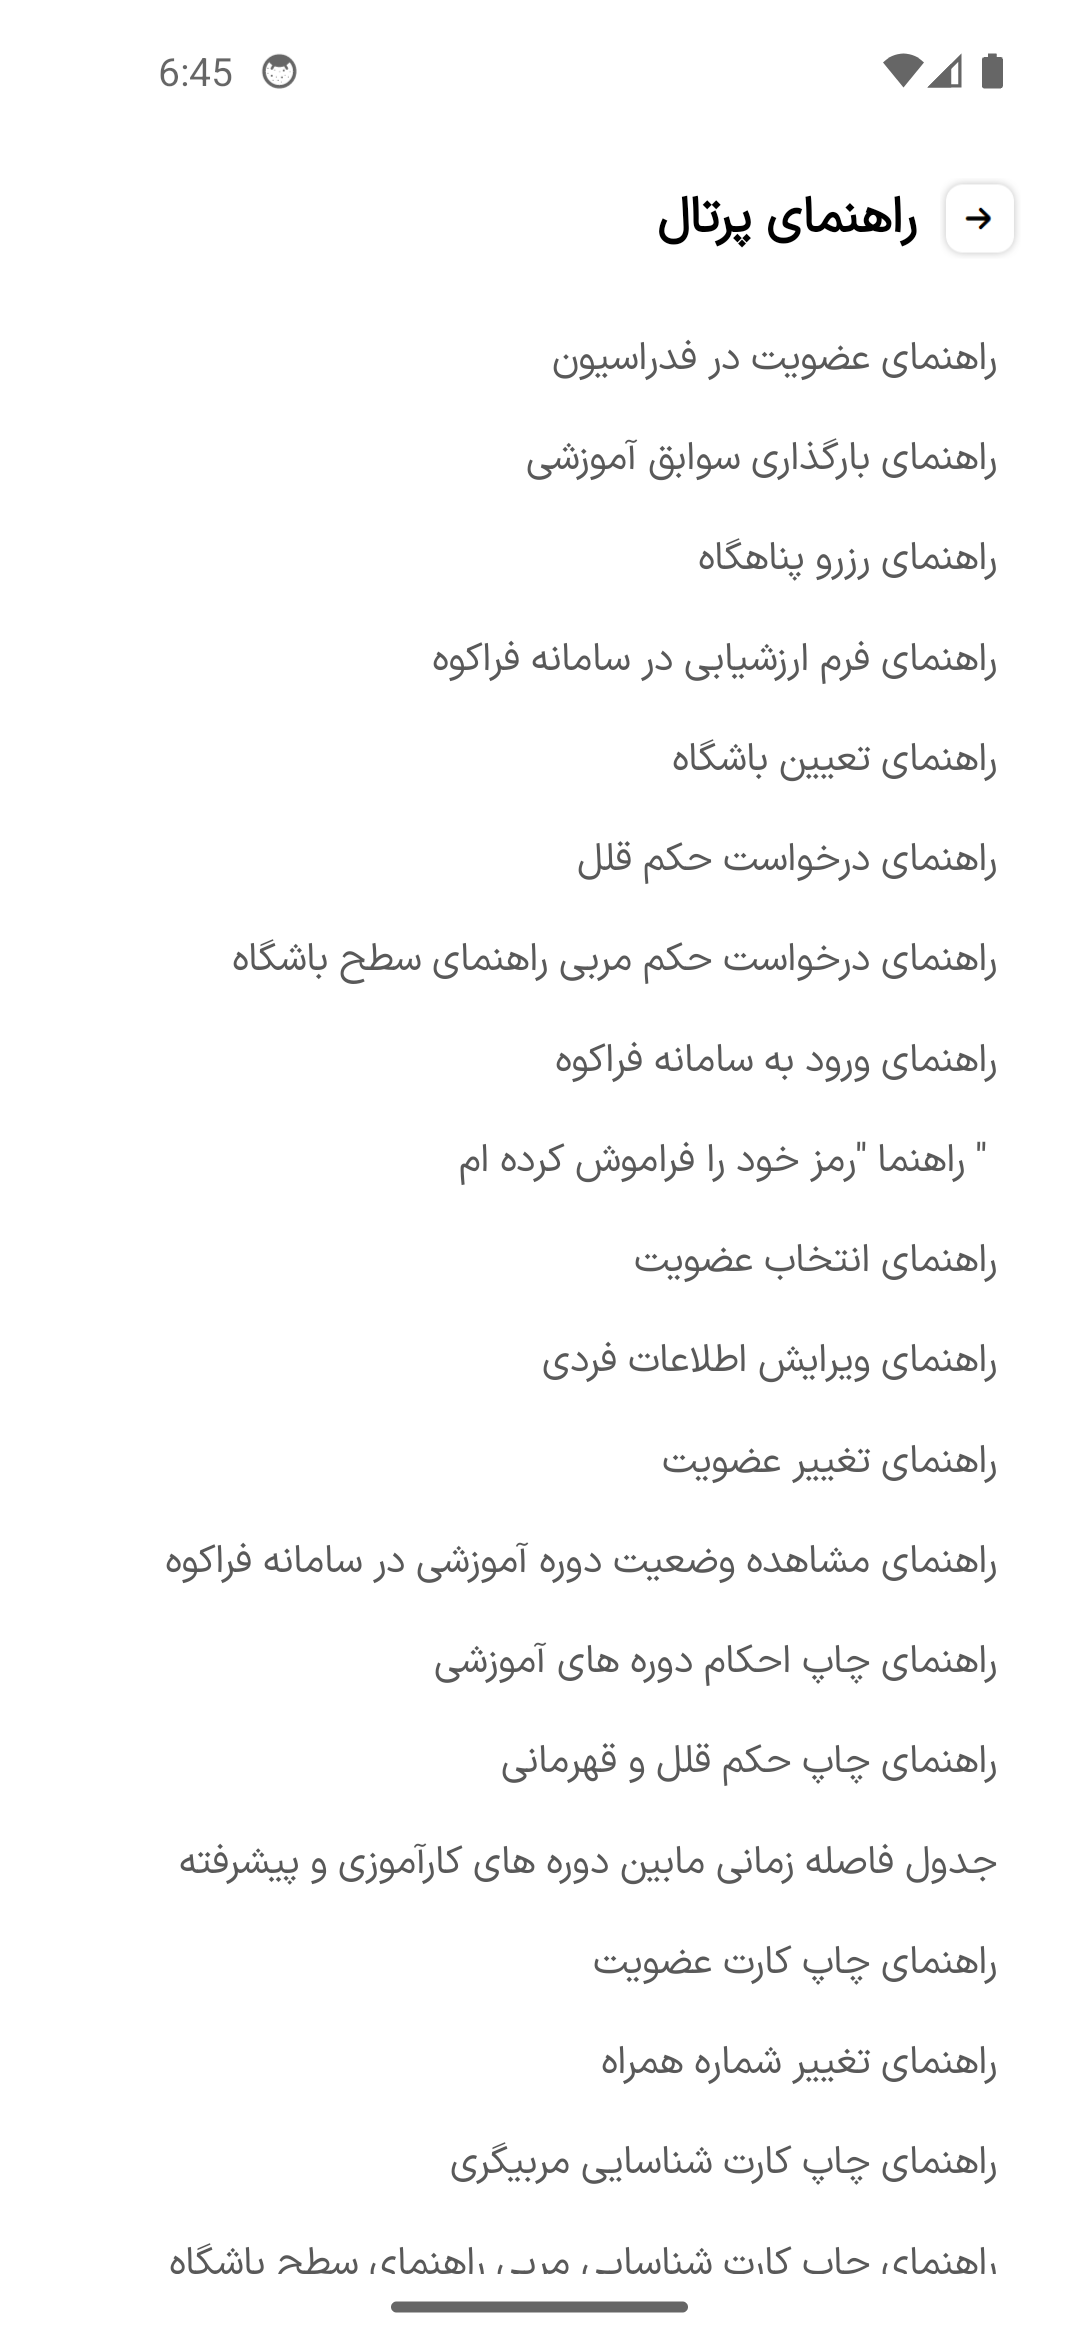 6:45
راهنمای پرتال
راهنمای عضویت در فدراسیون
راهنمای بارگذاری سوابق آموزشی
راهنمای رزرو پناهگاه
راهنمای فرم ارزشیابی در سامانه فراکوه
راهنمای تعیین باشگاه
راهنمای درخواست حکم قلل
راهنمای درخواست حکم مربی راهنمای سطح باشگاه
راهنمای ورود به سامانه فراکوه
" راهنما "رمز خود را فراموش کرده ام
راهنمای انتخاب عضویت
راهنمای ویرایش اطلاعات فردی
راهنمای تغییر عضویت
راهنمای مشاهده وضعیت دوره آموزشی در سامانه فراکوه
راهنمای چاپ احکام دوره های آموزشی
راهنمای چاپ حکم قلل و قهرمانی
جدول فاصله زمانی مابین دوره های کارآموزی و پیشرفته
راهنمای چاپ کارت عضویت
راهنمای تغییر شماره همراه
راهنمای چاپ کارت شناسایی مربیگری
راهنمای چاپ کارت شناسایی مربی راهنمای سطح باشگاه